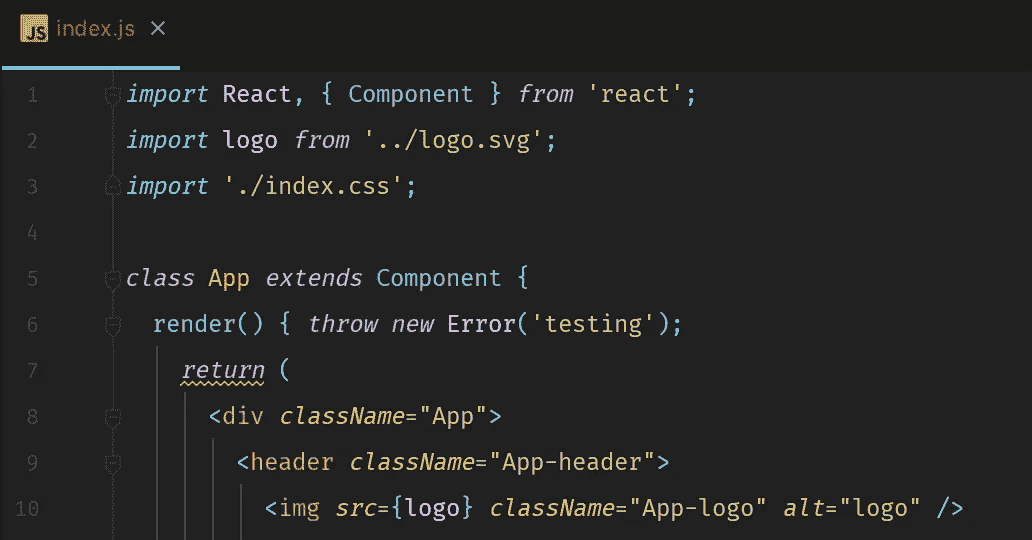 JS index.js ×
1 import React, { Component } from 'react';
2 import logo from '../logo.svg';
3 import './index.css';
4
5 class App extends Component {
6 render() { throw new Error('testing');
7 return (
8 <div className="App">
9 <header className="App-header">
10 <img src={logo} className="App-logo" alt="logo" />